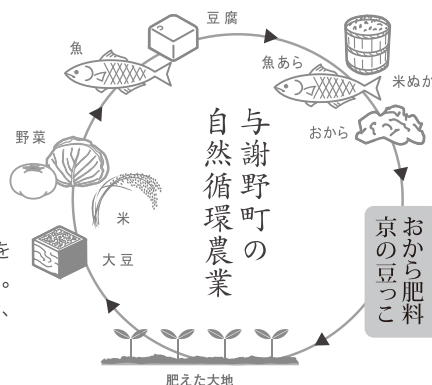 豆腐
魚
魚あら
米ぬか
おから
野菜
米
大豆
与謝野町の
自然循環農業
おから肥料
京の豆っこ
肥えた大地
を
。
、